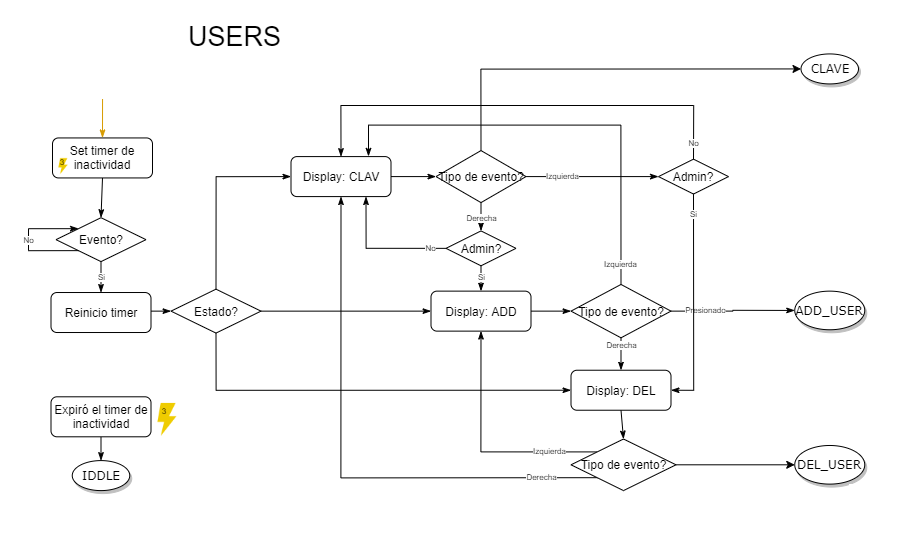 USERS
CLAVE
No
Set timer de
3
inactividad
Display: CLAV
Tipo de evento?
Izquierda
Admin?
Derecha
Si
No
Evento?
No
Admin?
Izquierda
Si
Si
Reinicio timer
Estado?
Display: ADD
Tipo de evento?
Presionado
ADD_USER
Derecha
Display: DEL
Expiró el timer de
inactividad
3
Izquierda
Tipo de evento?
DEL_USER
IDDLE
Derecha